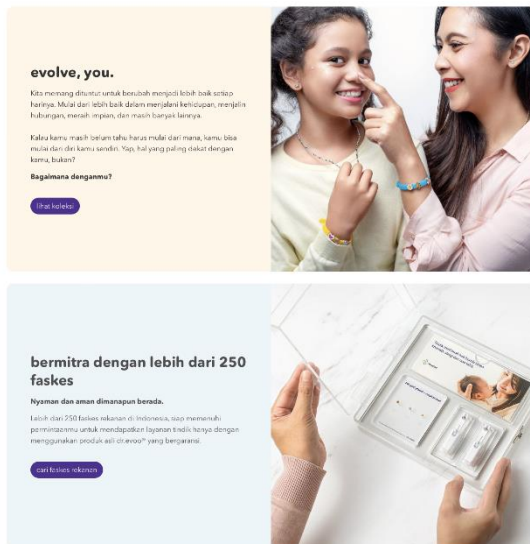 evolve, you.
Kita memang dituntut untuk berubah menjadi lebih baik setiap
harinya. Mulai dari lebih baik dalam menjalani kehidupan, menjalin
hubungan, meraih impian, dan masih banyak lainnya.
Kalau kamu masih belum tahu harus mulai dari mana, kamu bisa
mulai dari diri kamu sendiri. Yap, hal yang paling dekat dengan
kamu, bukan?
Bagaimana denganmu?
lihat koleksi
bermitra dengan lebih dari 250
faskes
Nyaman dan aman dimanapun berada.
Lebih dari 250 faskes rekanan di Indonesia, siap memenuhi
permintaanmu untuk mendapatkan layanan tindik hanya dengan
menggunakan produk asli dr.evoo™ yang bergaransi.
cari faskes rekanan